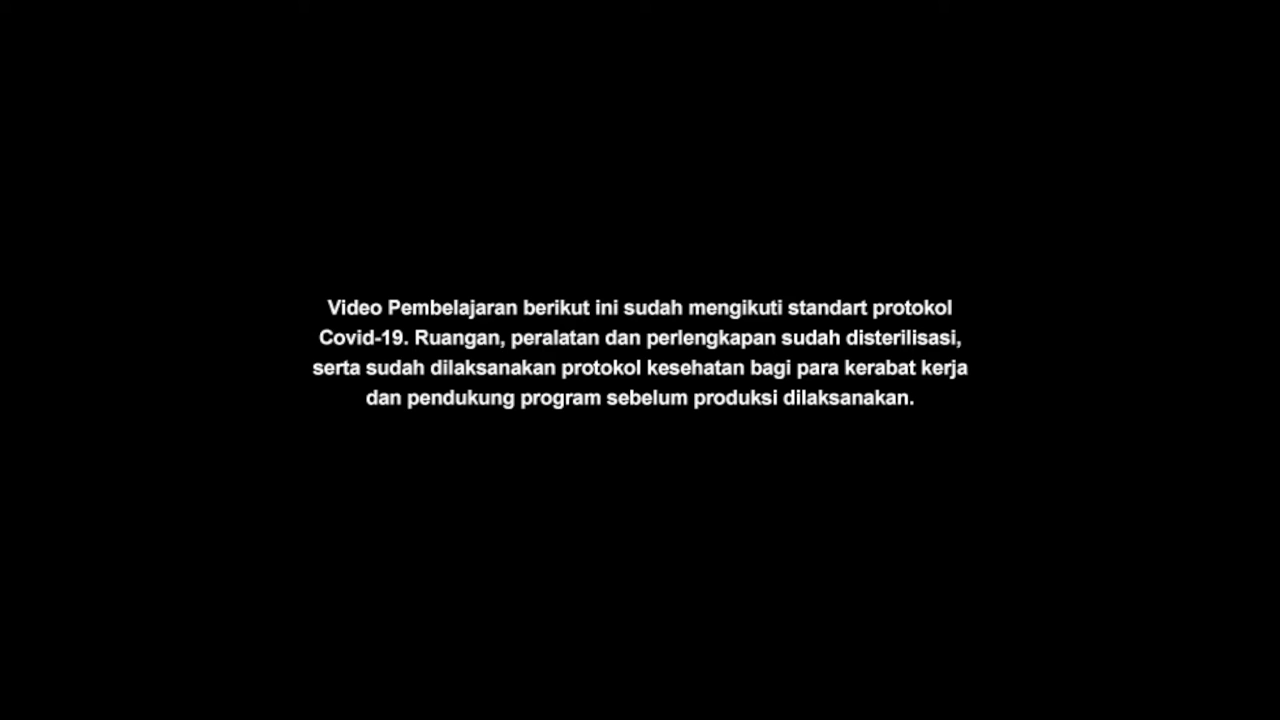 Video Pembelajaran berikut ini sudah mengikuti standart protokol
Covid-19. Ruangan, peralatan dan perlengkapan sudah disterilisasi,
serta sudah dilaksanakan protokol kesehatan bagi para kerabat kerja
dan pendukung program sebelum produksi dilaksanakan.